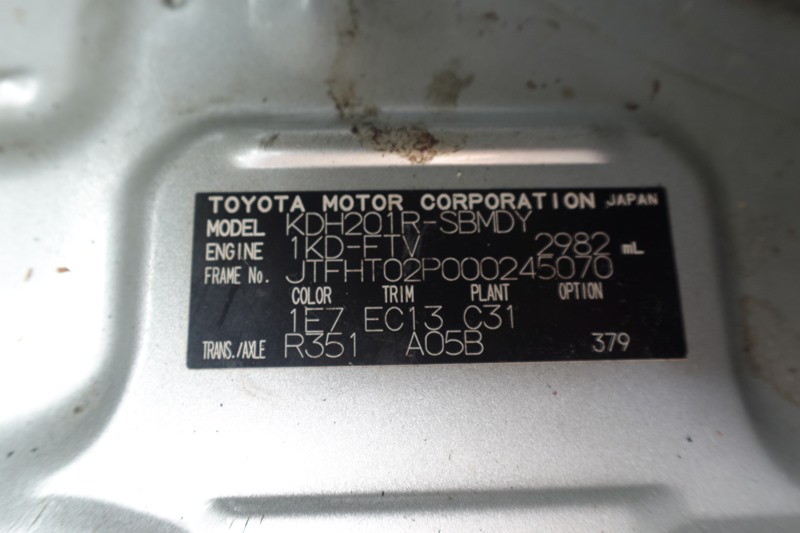 TOYOTA MOTOR CORPORATION JAPAN
MODEL KDH201R-SBMDY
ENGINE 1KD-FTV 2982 mL
FRAME No. JTFHT02P000245070
COLOR TRIM PLANT OPTION
1E7 EC13 C31
TRANS./AXLE R351 A05B 379